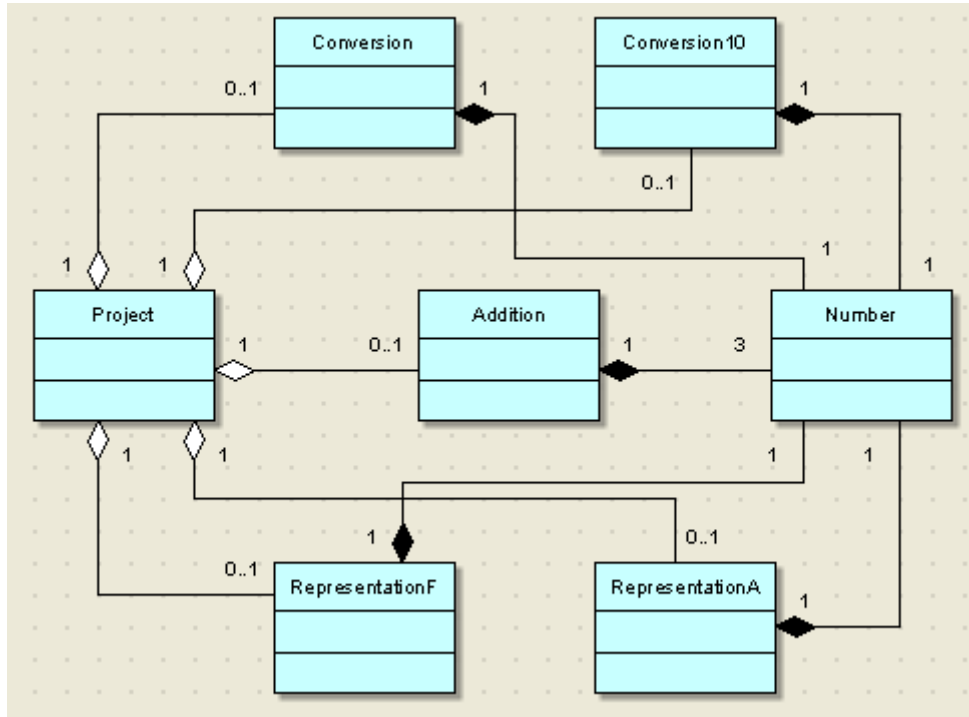 Conversion
Conversion10
0..1
1
1
0..1
1
1
1
1
Project
Addition
Number
1
0..1
1
3
1
1
1
1
1
0..1
0..1
RepresentationF
RepresentationA
1